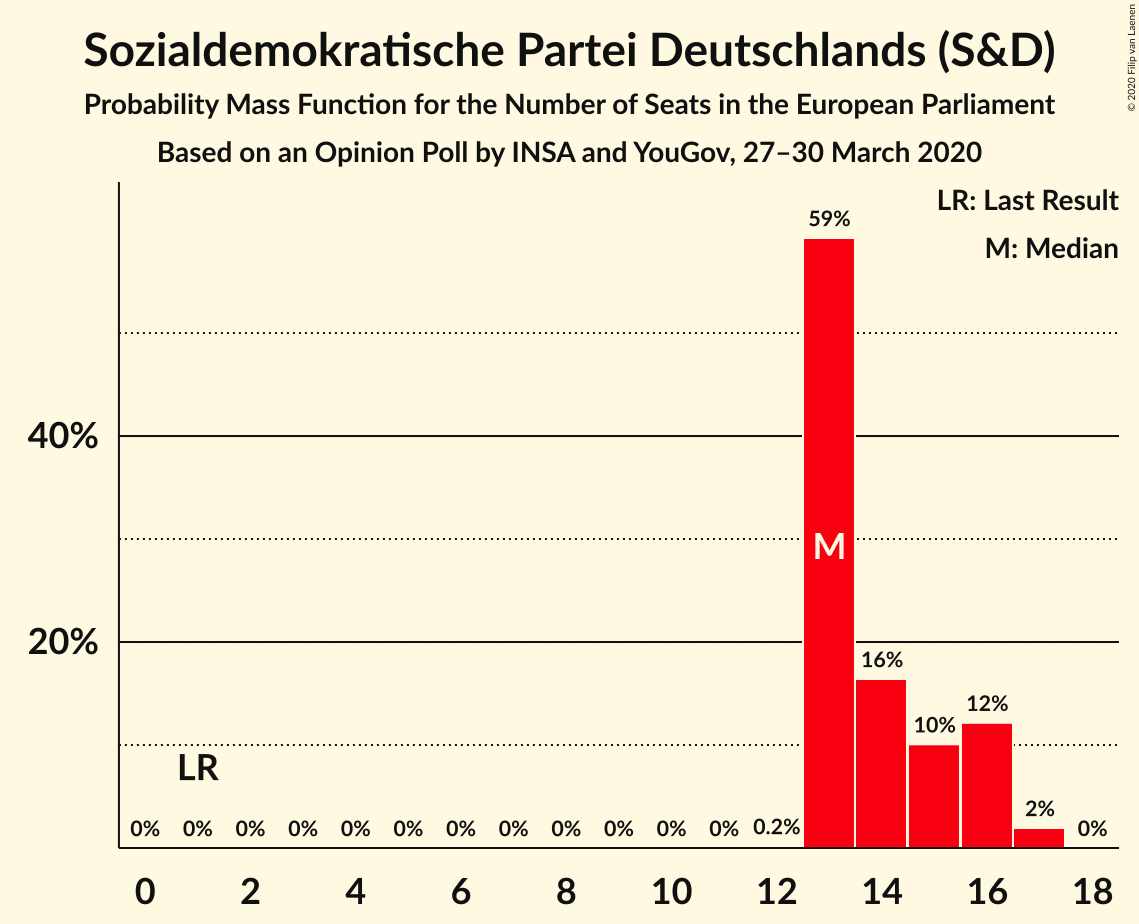 Sozialdemokratische Partei Deutschlands (S&D)
Probability Mass Function for the Number of Seats in the European Parliament
Based on an Opinion Poll by INSA and YouGov, 27–30 March 2020
© 2020 Filip van Laenen
LR: Last Result
M: Median
59%
40%
M
20%
16%
12%
10%
LR
2%
0% 0% 0% 0% 0% 0% 0% 0% 0% 0% 0% 0% 0.2% 0%
0 2 4 6 8 10 12 14 16 18